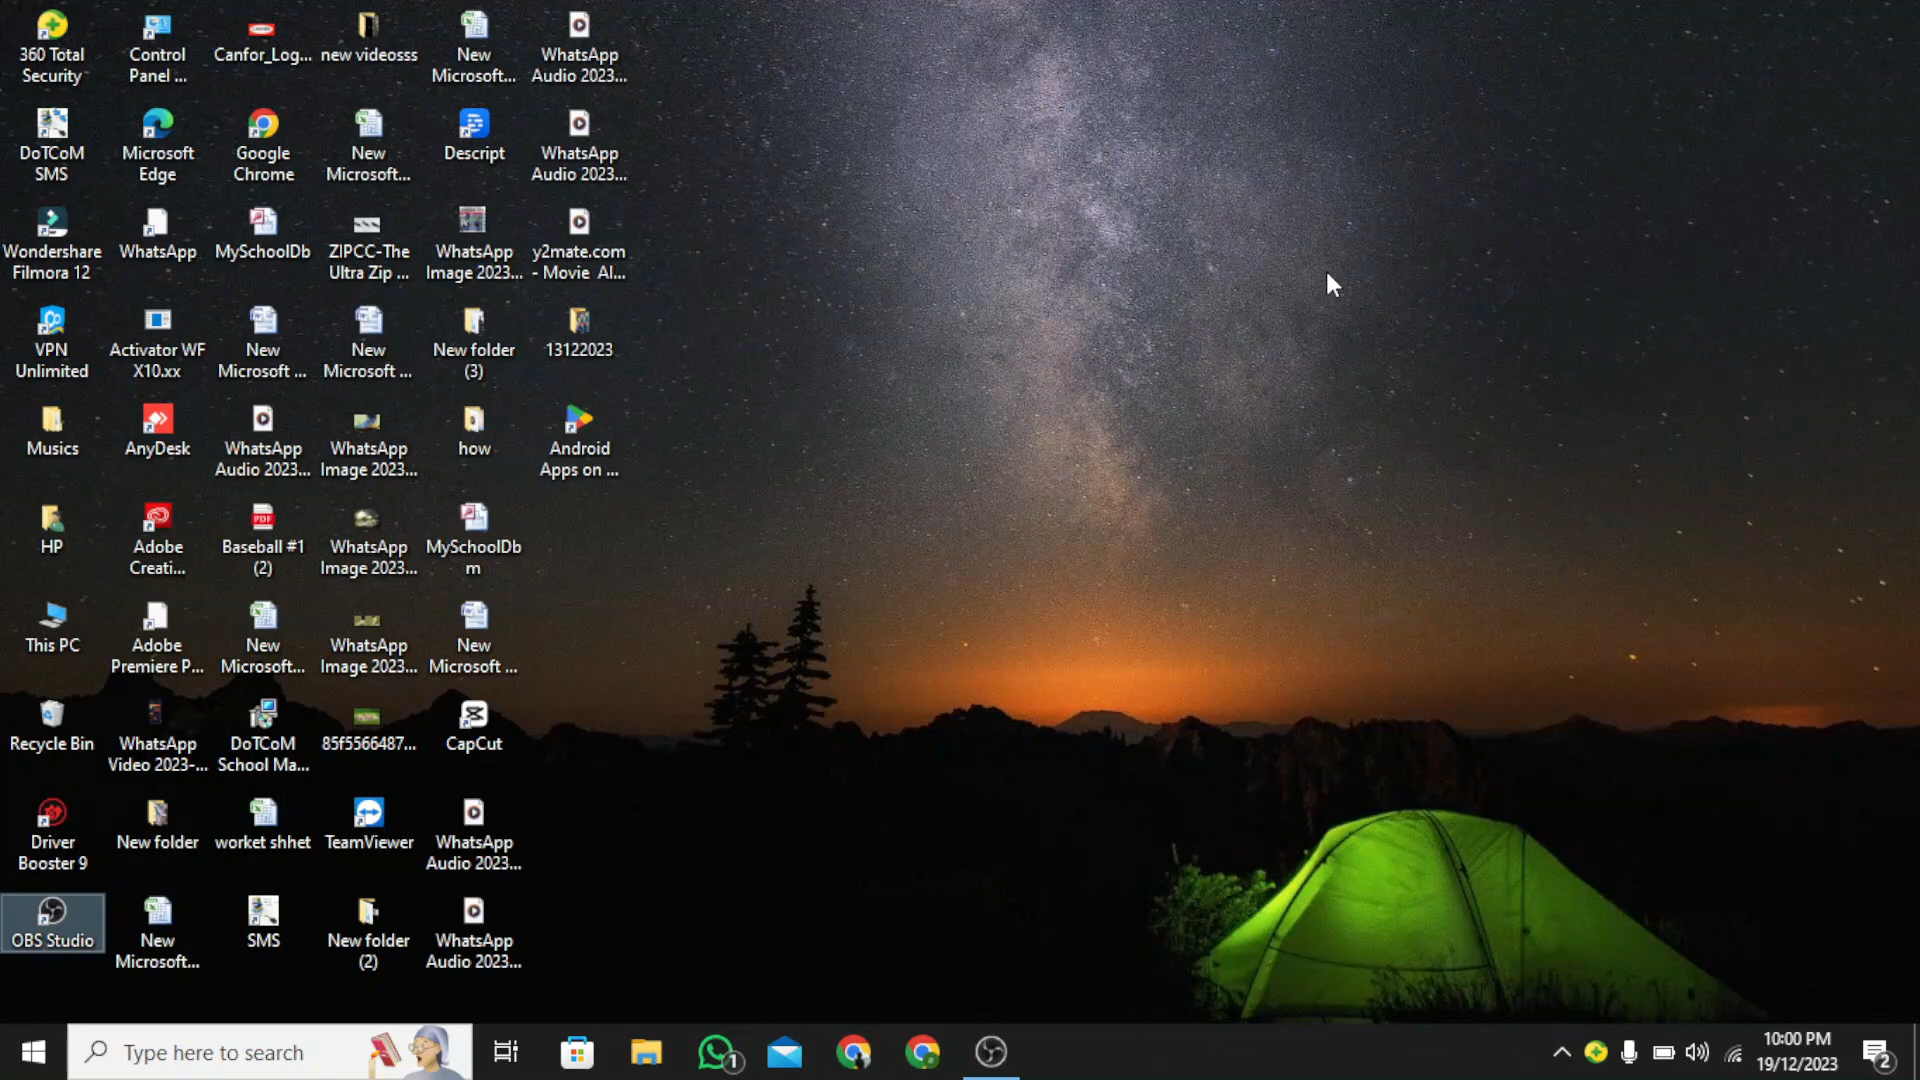 360 Total
Security
Control
Panel ...
Canfor_Log...
new videosss
New
Microsoft...
WhatsApp
Audio 2023...
DoTCoM
SMS
Microsoft
Edge
Google
Chrome
New
Microsoft...
Descript
WhatsApp
Audio 2023...
Wondershare
Filmora 12
WhatsApp
MySchoolDb
ZIPCC-The
Ultra Zip ...
WhatsApp
Image 2023...
y2mate.com
- Movie Al...
VPN
Unlimited
Activator WF
X10.xx
New
Microsoft ...
New
Microsoft ...
New folder
(3)
13122023
Musics
AnyDesk
WhatsApp
Audio 2023...
WhatsApp
Image 2023...
how
Android
Apps on ...
HP
Adobe
Creati...
PDF
Baseball #1
(2)
WhatsApp
Image 2023...
MySchoolDb
m
This PC
Adobe
Premiere P...
New
Microsoft...
WhatsApp
Image 2023...
New
Microsoft ...
Recycle Bin
WhatsApp
Video 2023-...
DoTCoM
School Ma...
85f5566487...
CapCut
Driver
Booster 9
New folder
worket shhet
TeamViewer
WhatsApp
Audio 2023...
OBS Studio
New
Microsoft...
SMS
New folder
(2)
WhatsApp
Audio 2023...
Type here to search
1
10:00 PM
19/12/2023
2